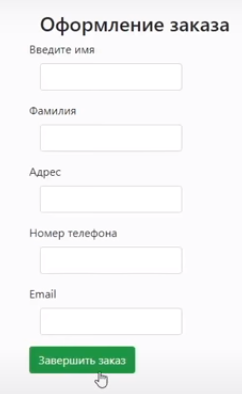 Оформление заказа
Введите имя
Фамилия
Адрес
Номер телефона
Email
Завершить заказ